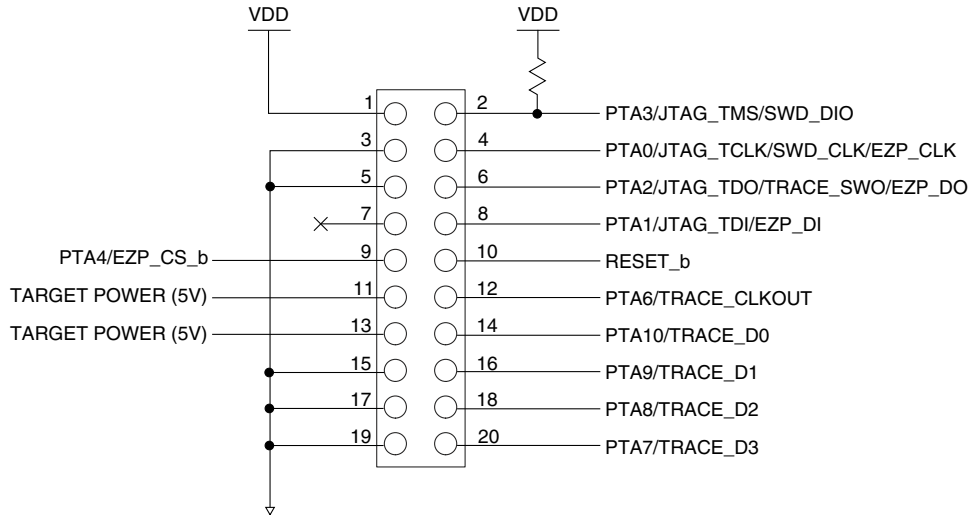 VDD VDD
1 2 PTA3/JTAG_TMS/SWD_DIO
3 4 PTA0/JTAG_TCLK/SWD_CLK/EZP_CLK
5 6 PTA2/JTAG_TDO/TRACE_SWO/EZP_DO
7 8 PTA1/JTAG_TDI/EZP_DI
PTA4/EZP_CS_b 9 10 RESET_b
TARGET POWER (5V) 11 12 PTA6/TRACE_CLKOUT
TARGET POWER (5V) 13 14 PTA10/TRACE_D0
15 16 PTA9/TRACE_D1
17 18 PTA8/TRACE_D2
19 20 PTA7/TRACE_D3